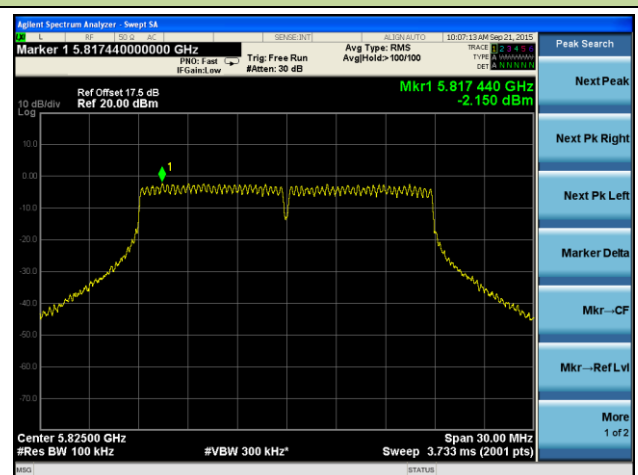 Agilent Spectrum Analyzer - Swept SA
L RF 50 Ω AC SENSE:INT ALIGN AUTO 10:07:13 AM Sep 21, 2015
Marker 1 5.817440000000 GHz
PNO: Fast
IFGain:Low
Trig: Free Run
#Atten: 30 dB
Avg Type: RMS
Avg|Hold:>100/100
TRACE 1 2 3 4 5 6
TYPE A WWWWW
DET A N N N N N
Peak Search
Mkr1 5.817 440 GHz
-2.150 dBm
Ref Offset 17.5 dB
Ref 20.00 dBm
10 dB/div
Log
10.0
0.00
-10.0
-20.0
-30.0
-40.0
-50.0
-60.0
-70.0
1
Center 5.82500 GHz
#Res BW 100 kHz
#VBW 300 kHz*
Span 30.00 MHz
Sweep 3.733 ms (2001 pts)
Next Peak
Next Pk Right
Next Pk Left
Marker Delta
Mkr→CF
Mkr→Ref Lvl
More
1 of 2
MSG
STATUS